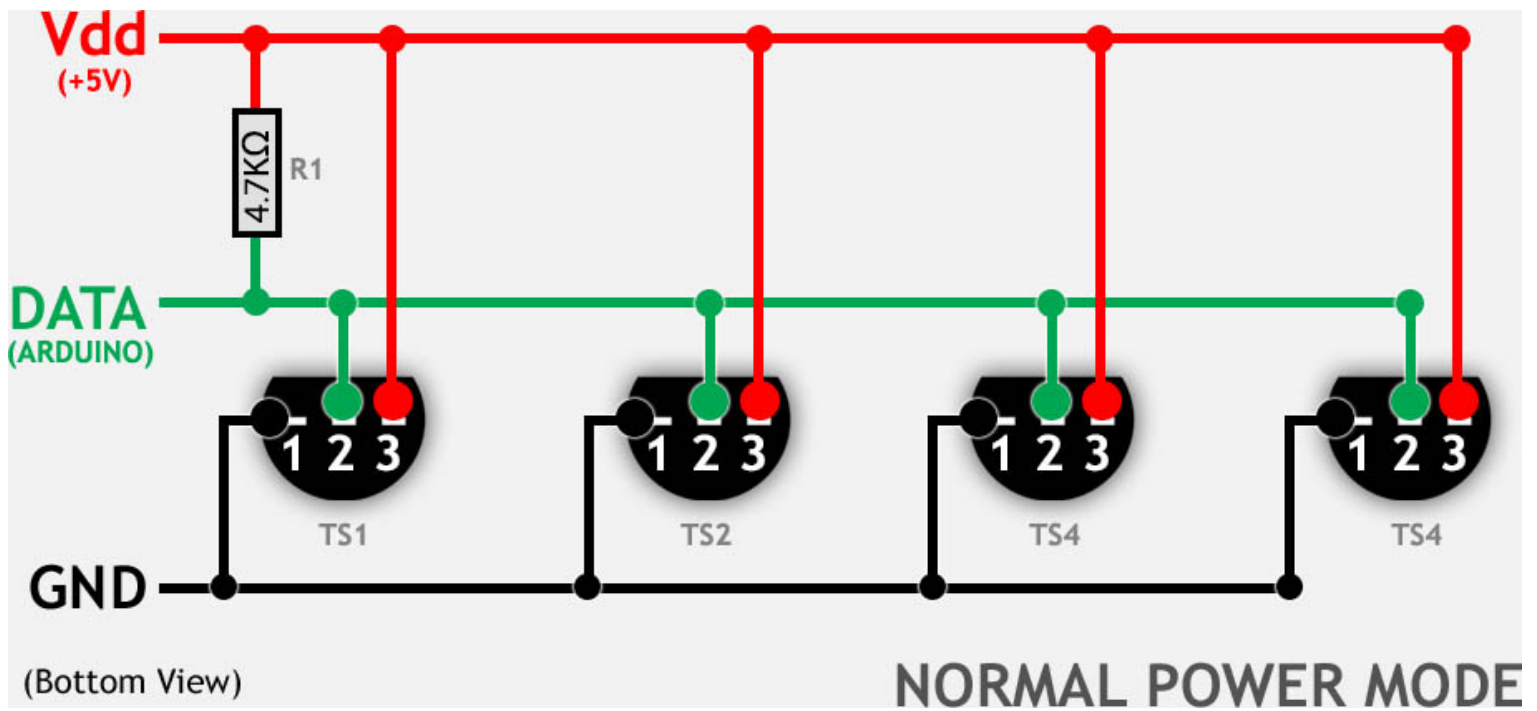 Vdd
(+5V)
4.7KΩ
R1
DATA
(ARDUINO)
1 2 3
1 2 3
1 2 3
1 2 3
TS1
TS2
TS4
TS4
GND
(Bottom View)
NORMAL POWER MODE